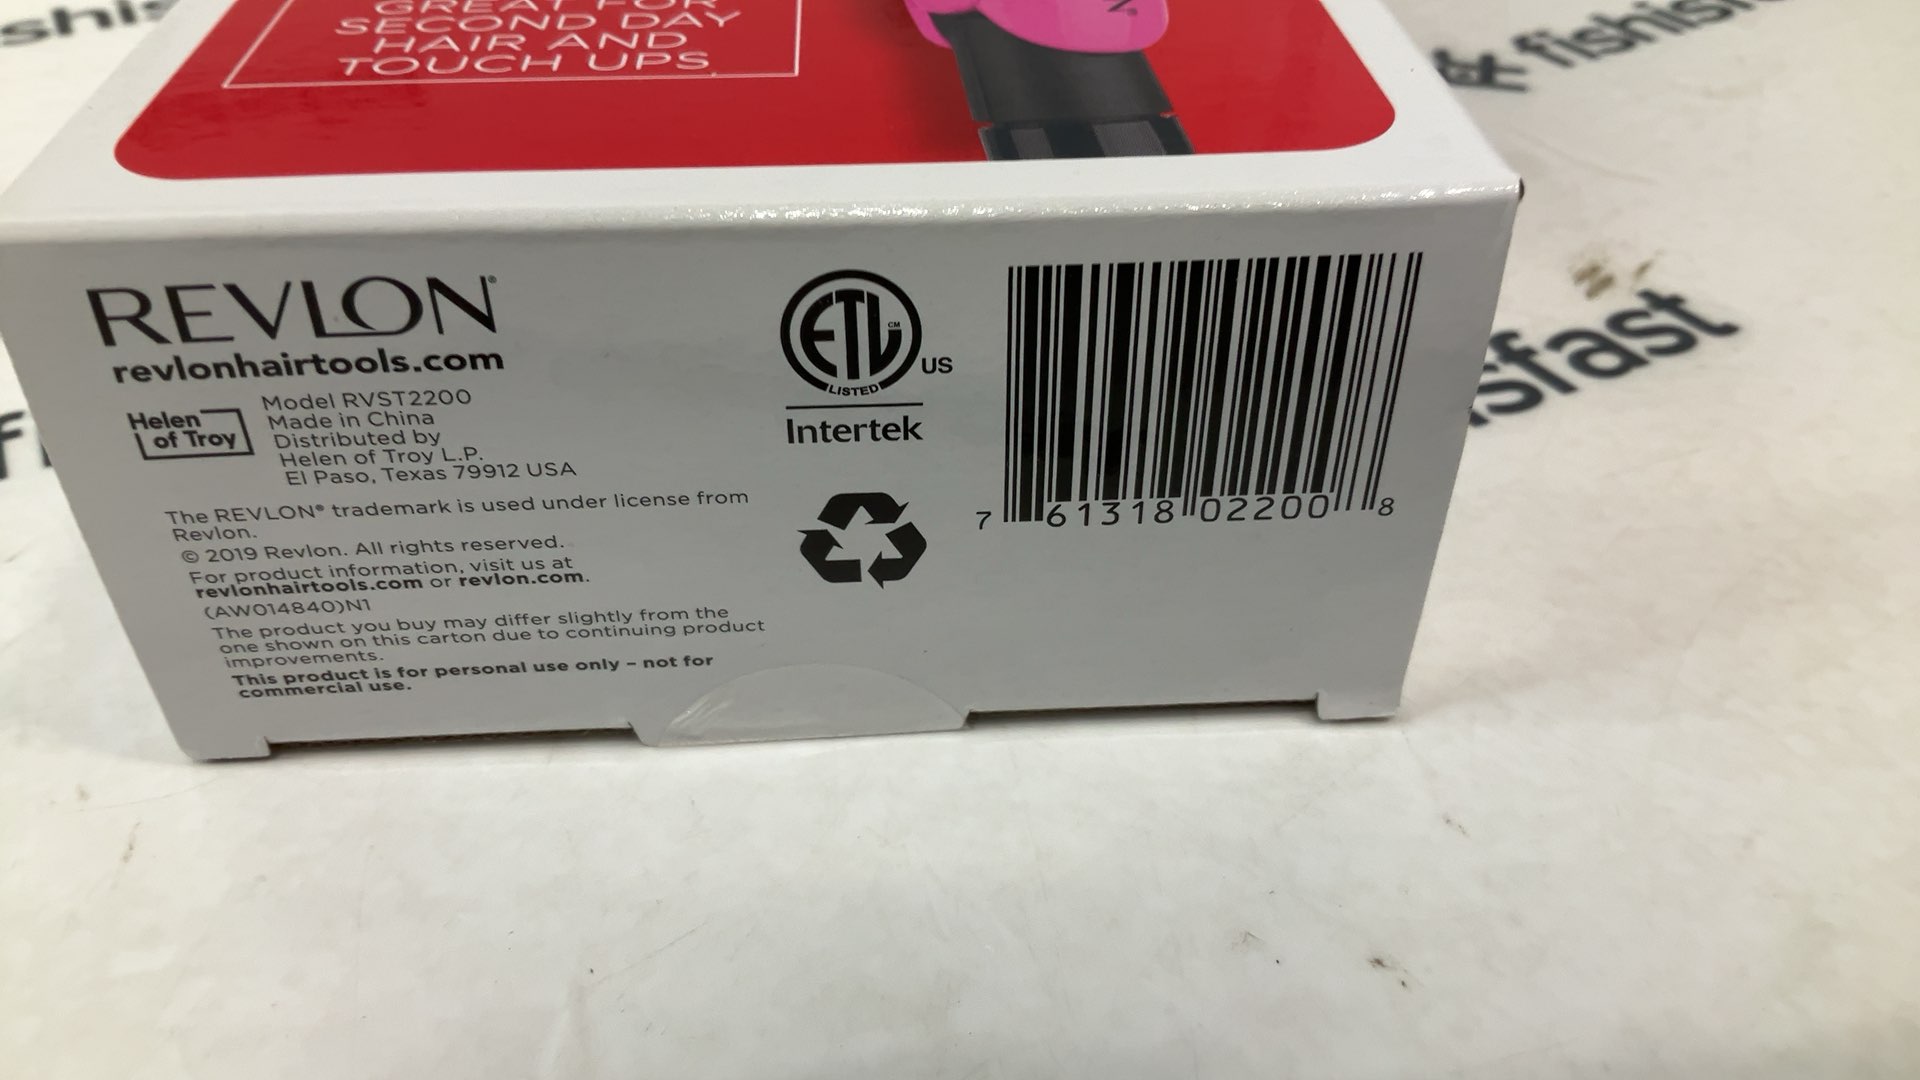 GREAT FOR
SECOND DAY
HAIR AND
TOUCH UPS.
REVLON®
revlonhairtools.com
Helen
of Troy
Model RVST2200
Made in China
Distributed by
Helen of Troy L.P.
El Paso, Texas 79912 USA
The REVLON® trademark is used under license from
Revlon.
© 2019 Revlon. All rights reserved.
For product information, visit us at
revlonhairtools.com or revlon.com.
(AW014840)N1
The product you buy may differ slightly from the
one shown on this carton due to continuing product
improvements.
This product is for personal use only – not for
commercial use.
ETL CM
LISTED
US
Intertek
7 61318 02200 8
fishisfast